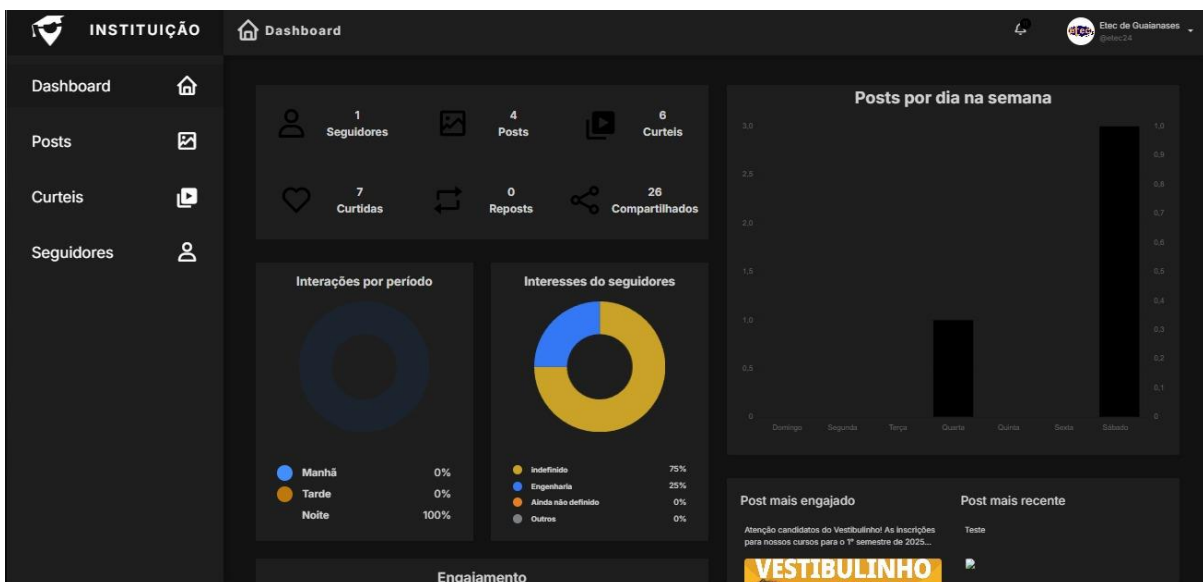 INSTITUIÇÃO
Dashboard
Etec de Guaianases
@etec24
Dashboard
Posts
Curteis
Seguidores
1
Seguidores
4
Posts
6
Curteis
7
Curtidas
0
Reposts
26
Compartilhados
Interações por período
Manhã 0%
Tarde 0%
Noite 100%
Interesses do seguidores
indefinido 75%
Engenharia 25%
Ainda não definido 0%
Outros 0%
Engajamento
Posts por dia na semana
3,0
2,5
2,0
1,5
1,0
0,5
0
1,0
0,9
0,8
0,7
0,6
0,5
0,4
0,3
0,2
0,1
0
Domingo Segunda Terça Quarta Quinta Sexta Sábado
Post mais engajado
Atenção candidatos do Vestibulinho! As inscrições
para nossos cursos para o 1º semestre de 2025...
VESTIBULINHO
Post mais recente
Teste